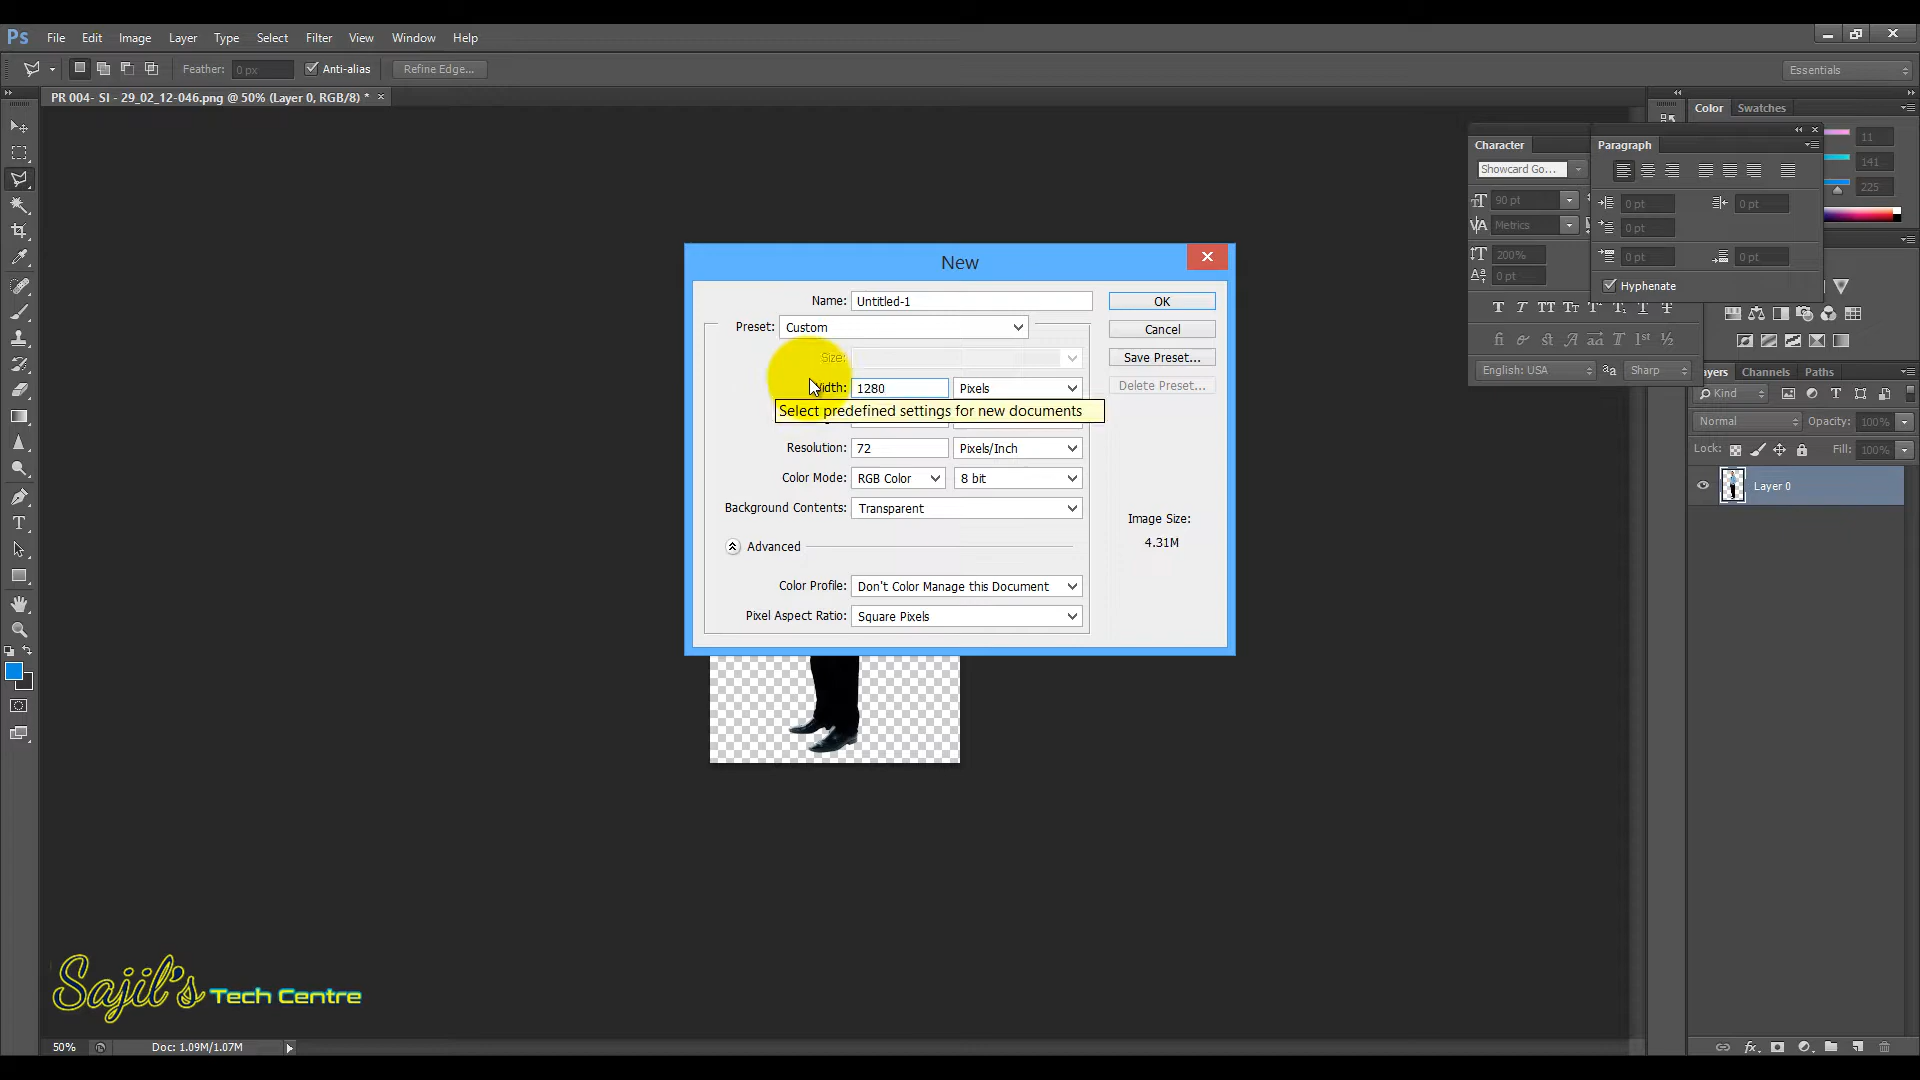 Ps File Edit Image Layer Type Select Filter View Window Help
Feather: 0 px Anti-alias Refine Edge... Essentials
PR 004- SI - 29_02_12-046.png @ 50% (Layer 0, RGB/8) * ×
Color Swatches
11
141
225
Character Paragraph
Showcard Go...
90 pt 0 pt 0 pt
Metrics 0 pt
200% 0 pt 0 pt
0 pt
Hyphenate
English: USA Sharp
New
Name: Untitled-1 OK
Preset: Custom Cancel
Size: Save Preset...
Width: 1280 Pixels Delete Preset...
Select predefined settings for new documents
Resolution: 72 Pixels/Inch
Color Mode: RGB Color 8 bit
Background Contents: Transparent
Image Size:
4.31M
Advanced
Color Profile: Don't Color Manage this Document
Pixel Aspect Ratio: Square Pixels
Channels Paths
Kind
Normal Opacity: 100%
Lock: Fill: 100%
Layer 0
Sajil's Tech Centre
50% Doc: 1.09M/1.07M